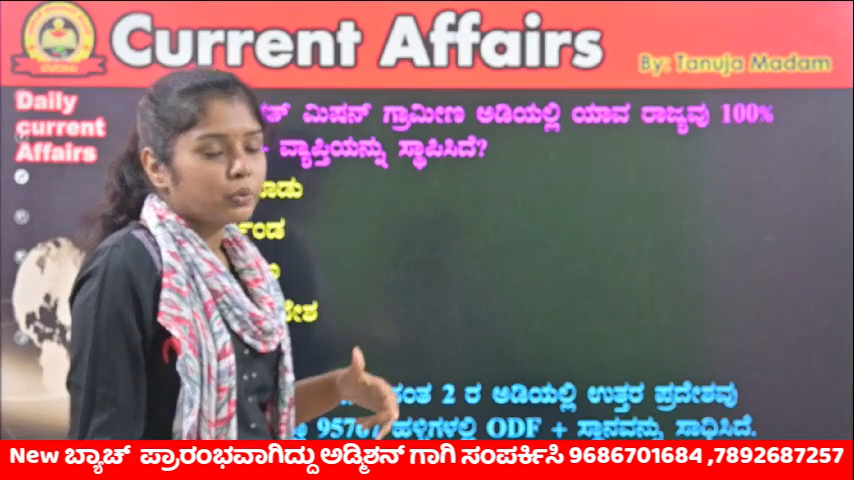 Current Affairs
By: Tanuja Madam
Daily
current
Affairs
ಮಿಷನ್ ಗ್ರಾಮೀಣ ಅಡಿಯಲ್ಲಿ ಯಾವ ರಾಜ್ಯವು 100%
ವ್ಯಾಪ್ತಿಯನ್ನು ಸ್ಥಾಪಿಸಿದೆ?
2 ರ ಅಡಿಯಲ್ಲಿ ಉತ್ತರ ಪ್ರದೇಶವು
ಹಳ್ಳಿಗಳಲ್ಲಿ ODF + ಸ್ಥಾನವನ್ನು ಸಾಧಿಸಿದೆ.
New ಬ್ಯಾಚ್ ಪ್ರಾರಂಭವಾಗಿದ್ದು ಅಡ್ಮಿಶನ್ ಗಾಗಿ ಸಂಪರ್ಕಿಸಿ 9686701684 ,7892687257